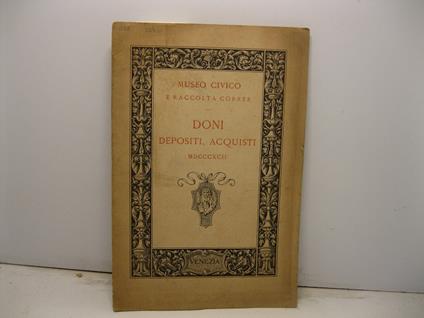 MUSEO CIVICO
E RACCOLTA CORRER
DONI
DEPOSITI, ACQUISTI
MDCCCXCII
VENEZIA